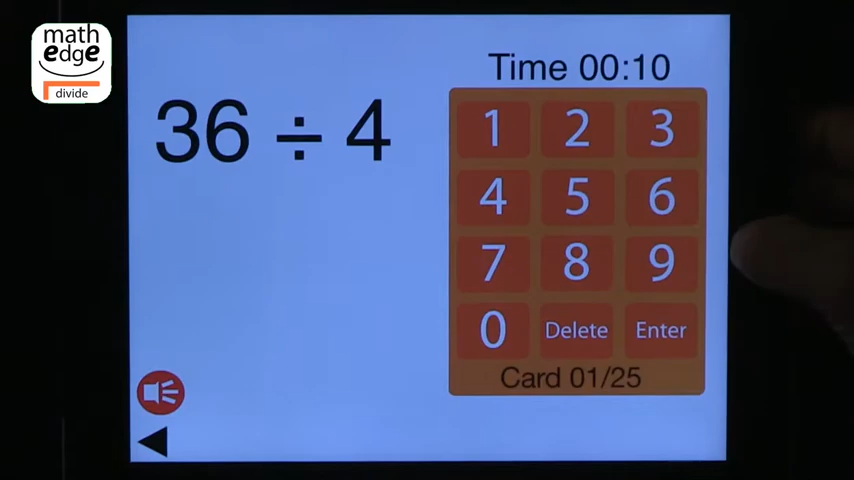 math
edge
divide
Time 00:10
36 ÷ 4
1 2 3
4 5 6
7 8 9
0 Delete Enter
Card 01/25